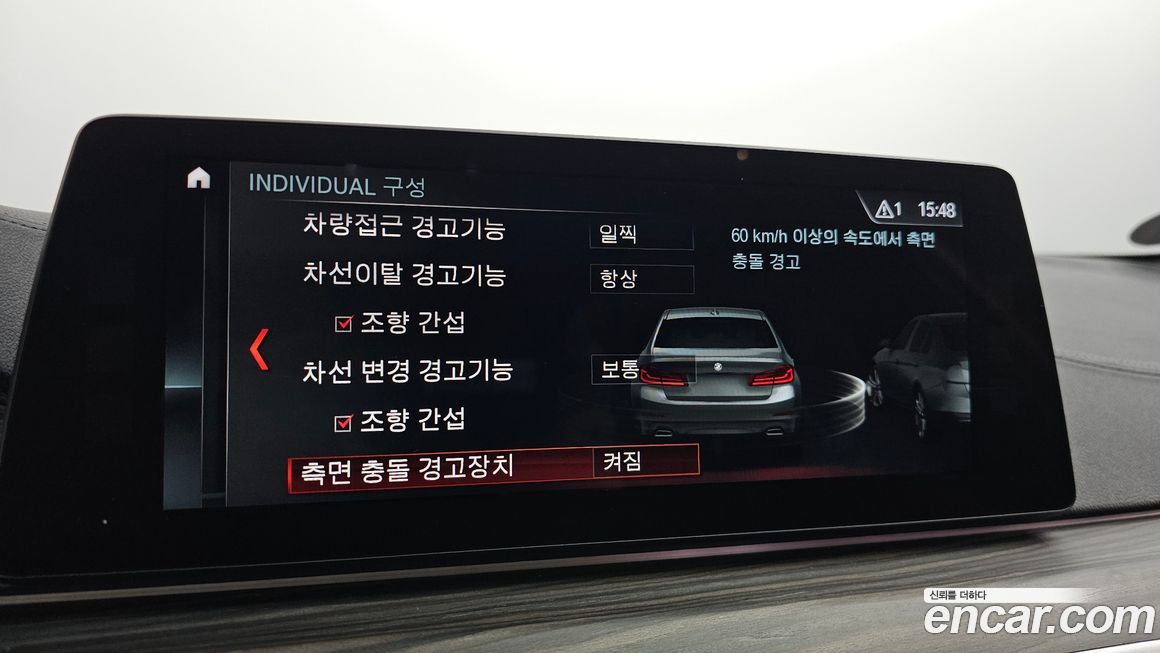 INDIVIDUAL 구성
1 15:48
차량접근 경고기능 일찍
차선이탈 경고기능 항상
조향 간섭
차선 변경 경고기능 보통
조향 간섭
측면 충돌 경고장치 켜짐
60 km/h 이상의 속도에서 측면
충돌 경고
신뢰를 더하다
encar.com